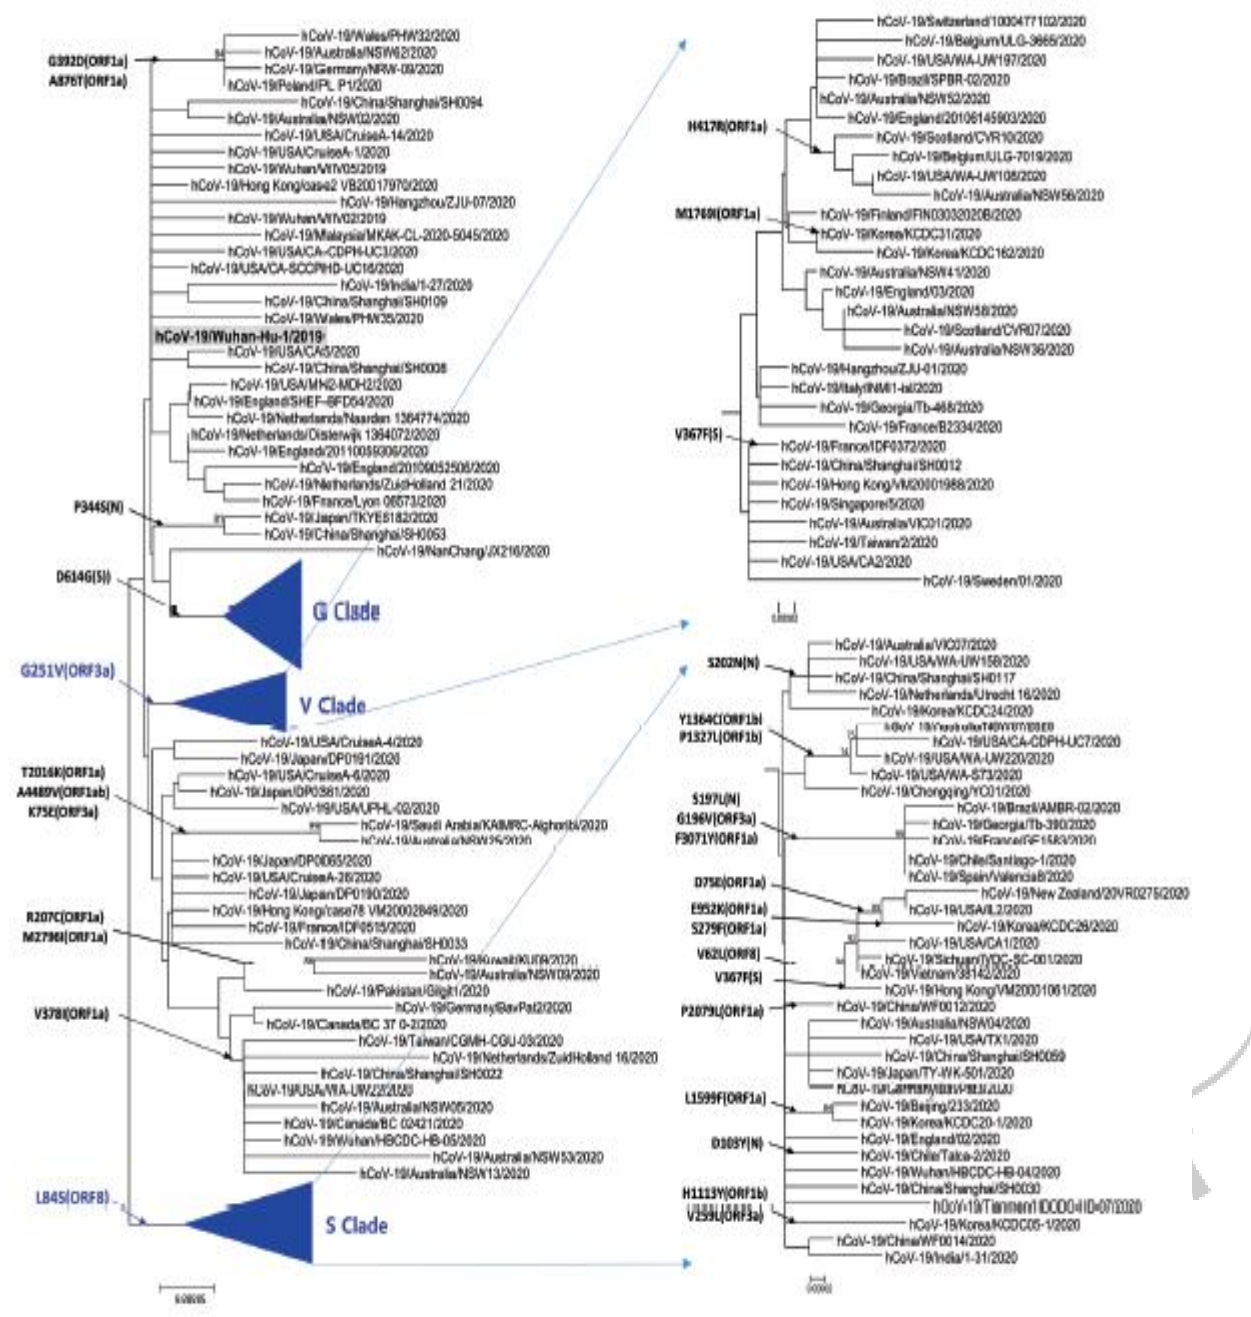 hCoV-19/Wales/PHW32/2020
hCoV-19/Australia/NSW62/2020
G392D(ORF1a)
hCoV-19/Germany/NRW-09/2020
A876T(ORF1a)
hCoV-19/Poland/PL P1/2020
hCoV-19/China/Shanghai/SH0094
hCoV-19/Australia/NSW02/2020
hCoV-19/USA/CruiseA-14/2020
hCoV-19/USA/CruiseA-1/2020
hCoV-19/Wuhan/WIV05/2019
hCoV-19/Hong Kong/case2 VB20017970/2020
hCoV-19/Hangzhou/ZJU-07/2020
hCoV-19/Wuhan/WIV02/2019
hCoV-19/Malaysia/MKAK-CL-2020-5045/2020
hCoV-19/USA/CA-CDPH-UC3/2020
hCoV-19/USA/CA-SCCPHD-UC16/2020
hCoV-19/India/1-27/2020
hCoV-19/China/Shanghai/SH0109
hCoV-19/Wales/PHW35/2020
hCoV-19/Wuhan-Hu-1/2019
hCoV-19/USA/CA5/2020
hCoV-19/China/Shanghai/SH0008
hCoV-19/USA/MN2-MDH2/2020
hCoV-19/England/SHEF-BFD54/2020
hCoV-19/Netherlands/Naarden 1364774/2020
hCoV-19/Netherlands/Oisterwijk 1364072/2020
hCoV-19/England/20110059306/2020
hCoV-19/England/20109052506/2020
hCoV-19/Netherlands/ZuidHolland 21/2020
hCoV-19/France/Lyon 06573/2020
P344S(N)
hCoV-19/Japan/TKYE6182/2020
hCoV-19/China/Shanghai/SH0053
hCoV-19/NanChang/JX216/2020
D614G(S))
G Clade
G251V(ORF3a)
V Clade
hCoV-19/USA/CruiseA-4/2020
hCoV-19/Japan/DP0191/2020
T2016K(ORF1a)
hCoV-19/USA/CruiseA-6/2020
A4489V(ORF1ab)
hCoV-19/Japan/DP0361/2020
K75E(ORF3a)
hCoV-19/USA/UPHL-02/2020
hCoV-19/Saudi Arabia/KAIMRC-Alghoribi/2020
hCoV-19/Australia/NSW25/2020
hCoV-19/Japan/DP0065/2020
hCoV-19/USA/CruiseA-26/2020
hCoV-19/Japan/DP0190/2020
hCoV-19/Hong Kong/case78 VM20002849/2020
R207C(ORF1a)
hCoV-19/France/IDF0515/2020
M2796I(ORF1a)
hCoV-19/China/Shanghai/SH0033
hCoV-19/Kuwait/KU09/2020
hCoV-19/Australia/NSW09/2020
hCoV-19/Pakistan/Gilgit1/2020
V378I(ORF1a)
hCoV-19/Germany/BavPat2/2020
hCoV-19/Canada/BC 37 0-2/2020
hCoV-19/Taiwan/CGMH-CGU-03/2020
hCoV-19/Netherlands/ZuidHolland 16/2020
hCoV-19/China/Shanghai/SH0022
hCoV-19/USA/WA-UW22/2020
hCoV-19/Australia/NSW05/2020
hCoV-19/Canada/BC 02421/2020
hCoV-19/Wuhan/HBCDC-HB-05/2020
hCoV-19/Australia/NSW53/2020
hCoV-19/Australia/NSW13/2020
L84S(ORF8)
S Clade
hCoV-19/Switzerland/1000477102/2020
hCoV-19/Belgium/ULG-3665/2020
hCoV-19/USA/WA-UW197/2020
hCoV-19/Brazil/SPBR-02/2020
hCoV-19/Australia/NSW52/2020
hCoV-19/England/20106145903/2020
H417R(ORF1a)
hCoV-19/Scotland/CVR10/2020
hCoV-19/Belgium/ULG-7019/2020
hCoV-19/USA/WA-UW108/2020
hCoV-19/Australia/NSW56/2020
M1769I(ORF1a)
hCoV-19/Finland/FIN03032020B/2020
hCoV-19/Korea/KCDC31/2020
hCoV-19/Korea/KCDC162/2020
hCoV-19/Australia/NSW41/2020
hCoV-19/England/03/2020
hCoV-19/Australia/NSW58/2020
hCoV-19/Scotland/CVR07/2020
hCoV-19/Australia/NSW36/2020
hCoV-19/Hangzhou/ZJU-01/2020
hCoV-19/Italy/INMI1-isl/2020
hCoV-19/Georgia/Tb-468/2020
hCoV-19/France/B2334/2020
V367F(S)
hCoV-19/France/IDF0372/2020
hCoV-19/China/Shanghai/SH0012
hCoV-19/Hong Kong/VM20001988/2020
hCoV-19/Singapore/5/2020
hCoV-19/Australia/VIC01/2020
hCoV-19/Taiwan/2/2020
hCoV-19/USA/CA2/2020
hCoV-19/Sweden/01/2020
hCoV-19/Australia/VIC07/2020
S202N(N)
hCoV-19/USA/WA-UW158/2020
hCoV-19/China/Shanghai/SH0117
hCoV-19/Netherlands/Utrecht 16/2020
hCoV-19/Korea/KCDC24/2020
Y1364C(ORF1b)
P1327L(ORF1b)
hCoV-19/USA/CA-CDPH-UC7/2020
hCoV-19/USA/WA-UW220/2020
hCoV-19/USA/WA-S73/2020
hCoV-19/Chongqing/YC01/2020
S197L(N)
hCoV-19/Brazil/AMBR-02/2020
G196V(ORF3a)
hCoV-19/Georgia/Tb-390/2020
F3071Y(ORF1a)
hCoV-19/France/GE1583/2020
hCoV-19/Chile/Santiago-1/2020
hCoV-19/Spain/Valencia8/2020
D75E(ORF1a)
hCoV-19/New Zealand/20VR0275/2020
E952K(ORF1a)
hCoV-19/USA/IL2/2020
S279F(ORF1a)
hCoV-19/Korea/KCDC26/2020
hCoV-19/USA/CA1/2020
V62L(ORF8)
hCoV-19/Sichuan/IVDC-SC-001/2020
hCoV-19/Vietnam/38142/2020
V367F(S)
hCoV-19/Hong Kong/VM20001061/2020
P2079L(ORF1a)
hCoV-19/China/WF0012/2020
hCoV-19/Australia/NSW04/2020
hCoV-19/USA/TX1/2020
hCoV-19/China/Shanghai/SH0059
hCoV-19/Japan/TY-WK-501/2020
L1599F(ORF1a)
hCoV-19/Beijing/233/2020
hCoV-19/Korea/KCDC20-1/2020
hCoV-19/England/02/2020
D103Y(N)
hCoV-19/Chile/Talca-2/2020
hCoV-19/Wuhan/HBCDC-HB-04/2020
hCoV-19/China/Shanghai/SH0030
H1113Y(ORF1b)
V259L(ORF3a)
hCoV-19/Korea/KCDC05-1/2020
hCoV-19/China/WF0014/2020
hCoV-19/India/1-31/2020